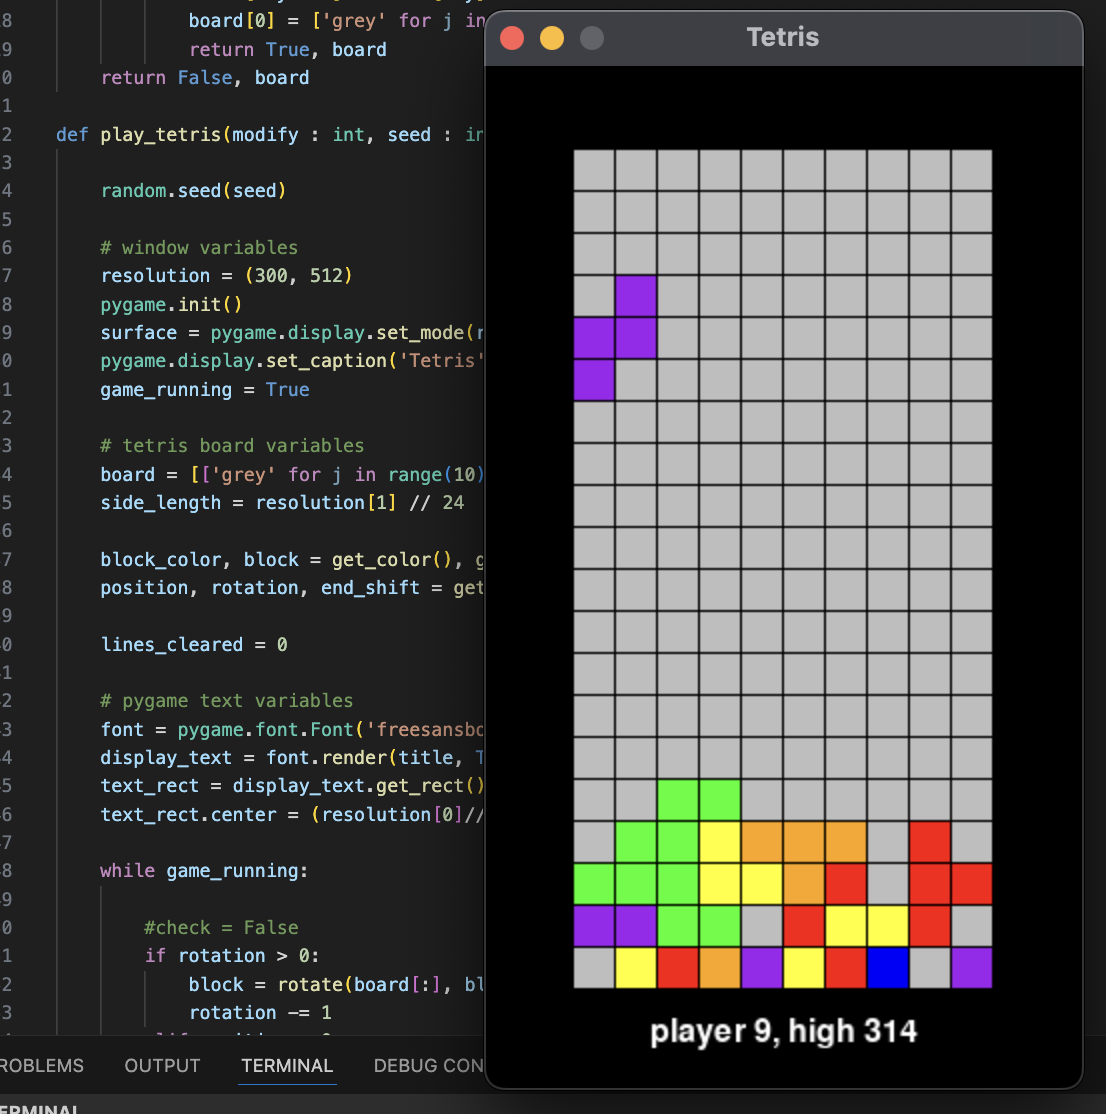 8 board[0] = ['grey' for j in
Tetris
9 return True, board
0 return False, board
1
2 def play_tetris(modify : int, seed : in
3
4 random.seed(seed)
5
6 # window variables
7 resolution = (300, 512)
8 pygame.init()
9 surface = pygame.display.set_mode(r
0 pygame.display.set_caption('Tetris'
1 game_running = True
2
3 # tetris board variables
4 board = [['grey' for j in range(10)
5 side_length = resolution[1] // 24
6
7 block_color, block = get_color(), g
8 position, rotation, end_shift = get
9
0 lines_cleared = 0
1
2 # pygame text variables
3 font = pygame.font.Font('freesansbo
4 display_text = font.render(title, T
5 text_rect = display_text.get_rect()
6 text_rect.center = (resolution[0]//
7
8 while game_running:
9
0 #check = False
1 if rotation > 0:
2 block = rotate(board[:], bl
3 rotation -= 1
player 9, high 314
ROBLEMS OUTPUT TERMINAL DEBUG CON
ERMINAL